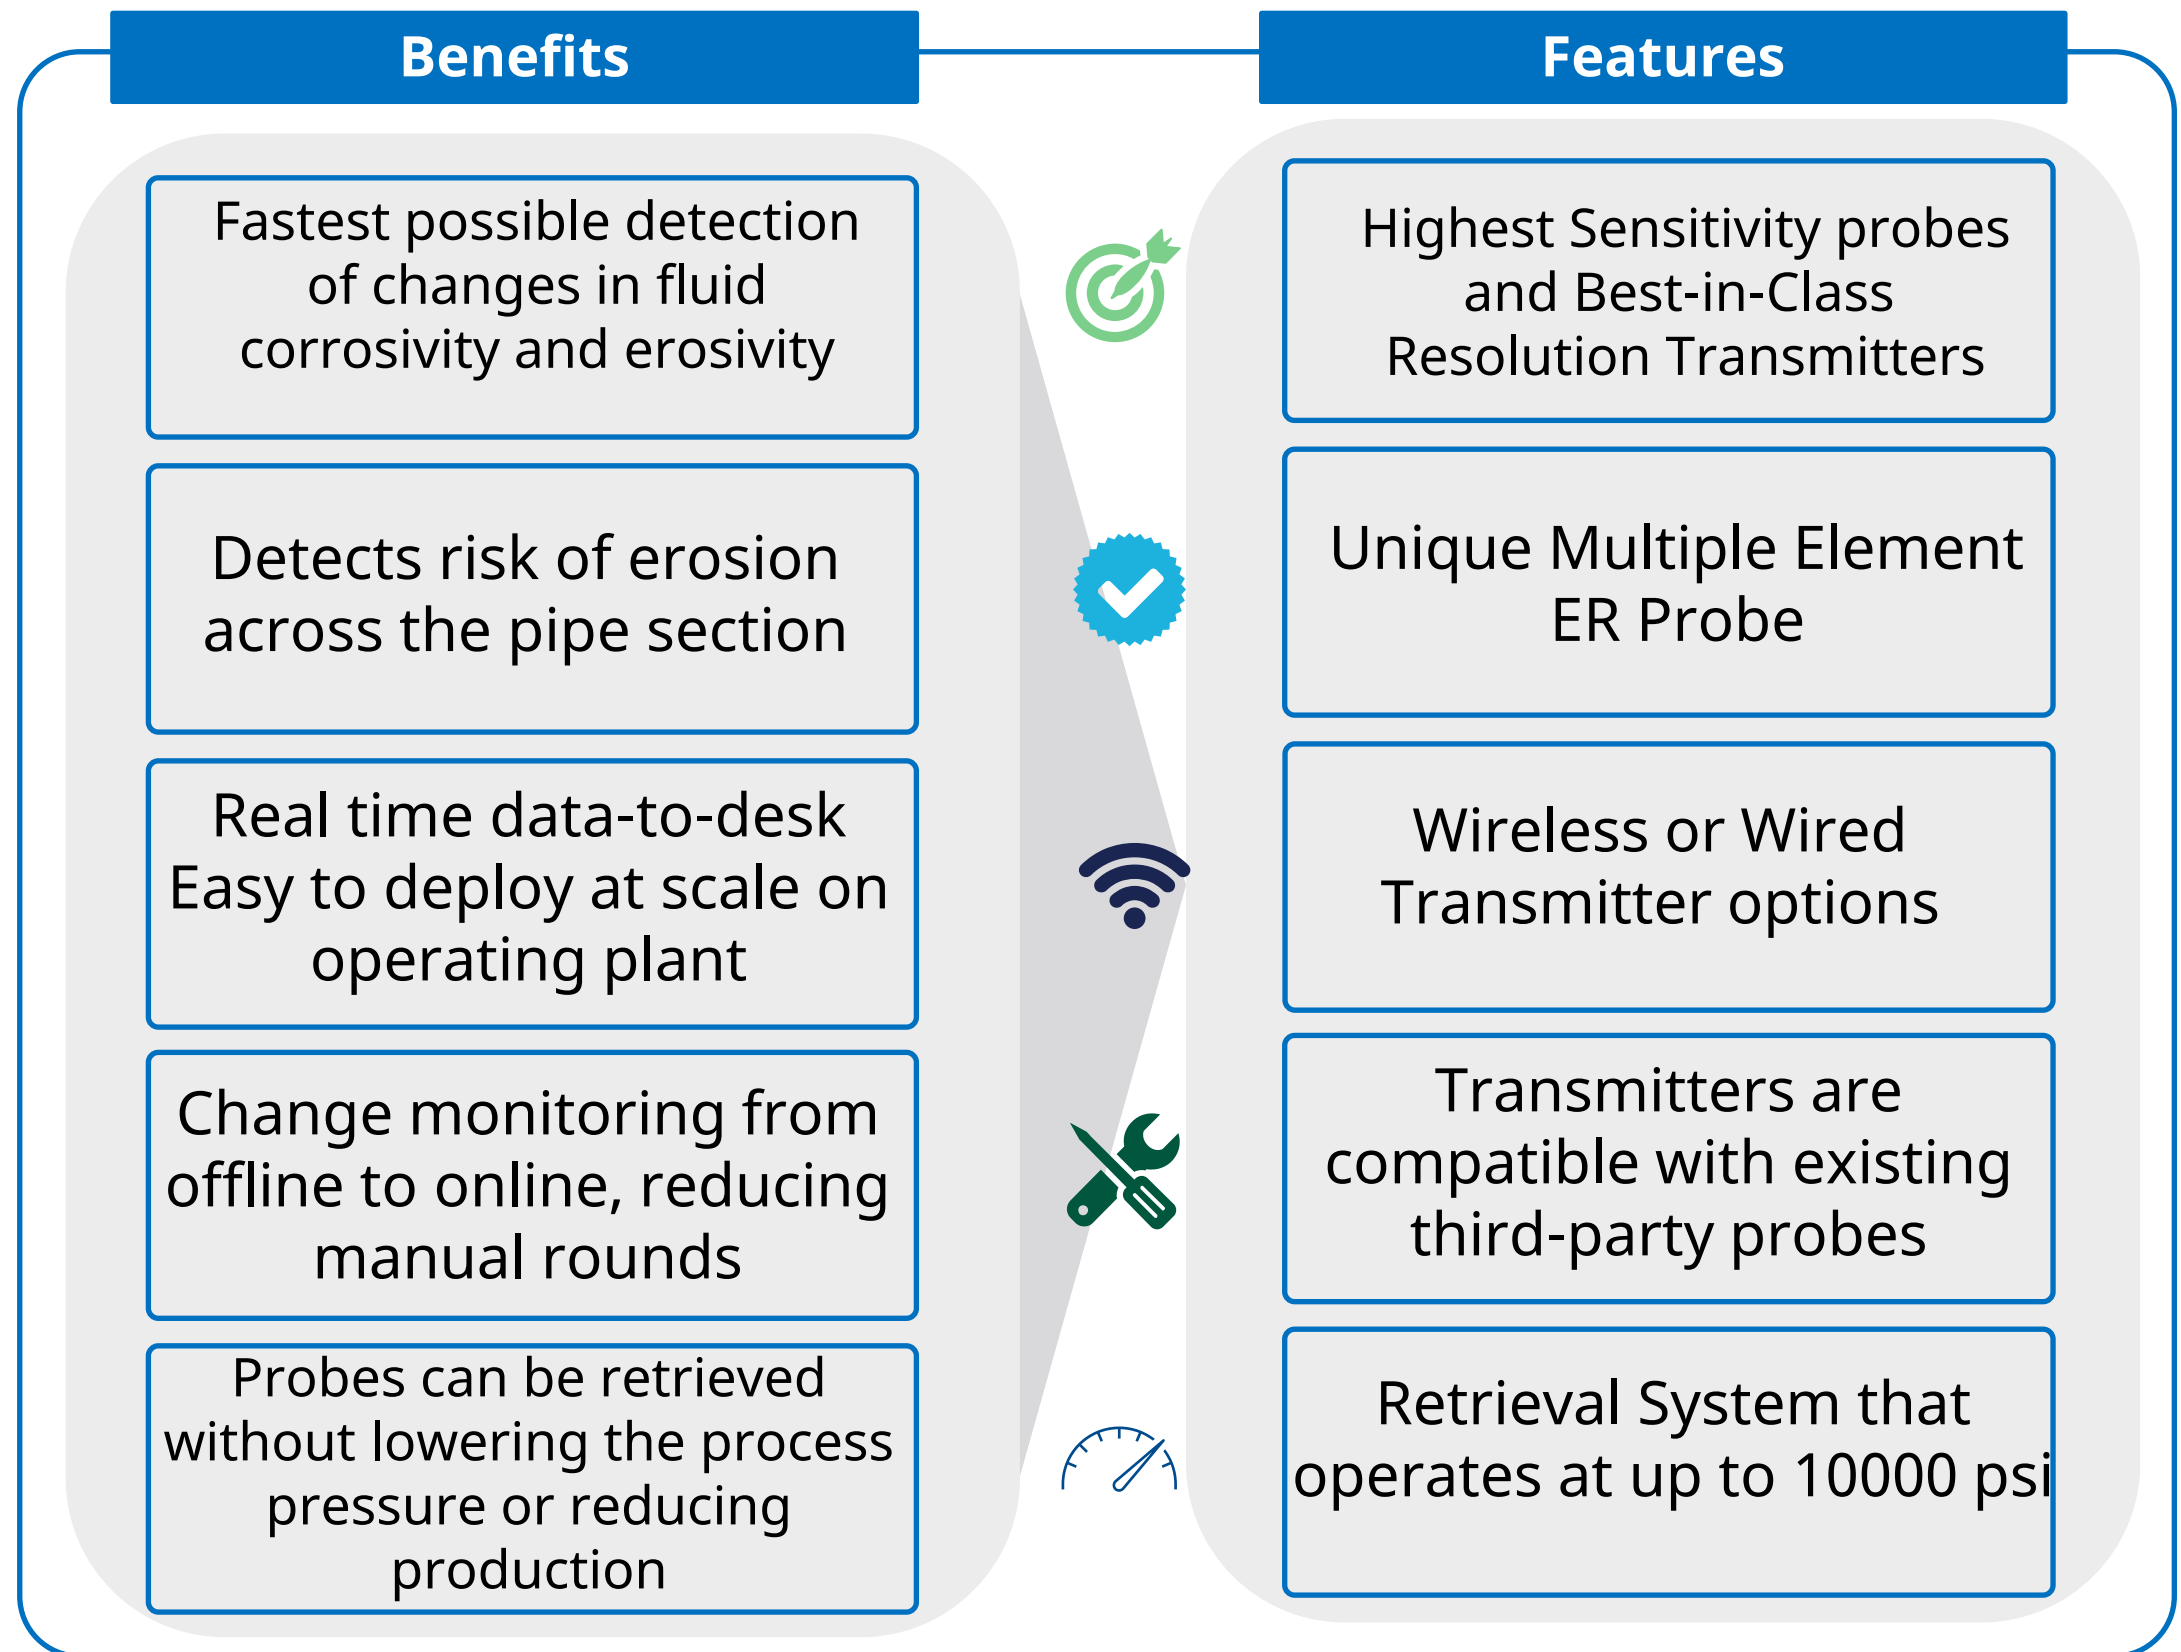 Benefits
Fastest possible detection
of changes in fluid
corrosivity and erosivity
Detects risk of erosion
across the pipe section
Real time data-to-desk
Easy to deploy at scale on
operating plant
Change monitoring from
offline to online, reducing
manual rounds
Probes can be retrieved
without lowering the process
pressure or reducing
production
Features
Highest Sensitivity probes
and Best-in-Class
Resolution Transmitters
Unique Multiple Element
ER Probe
Wireless or Wired
Transmitter options
Transmitters are
compatible with existing
third-party probes
Retrieval System that
operates at up to 10000 psi